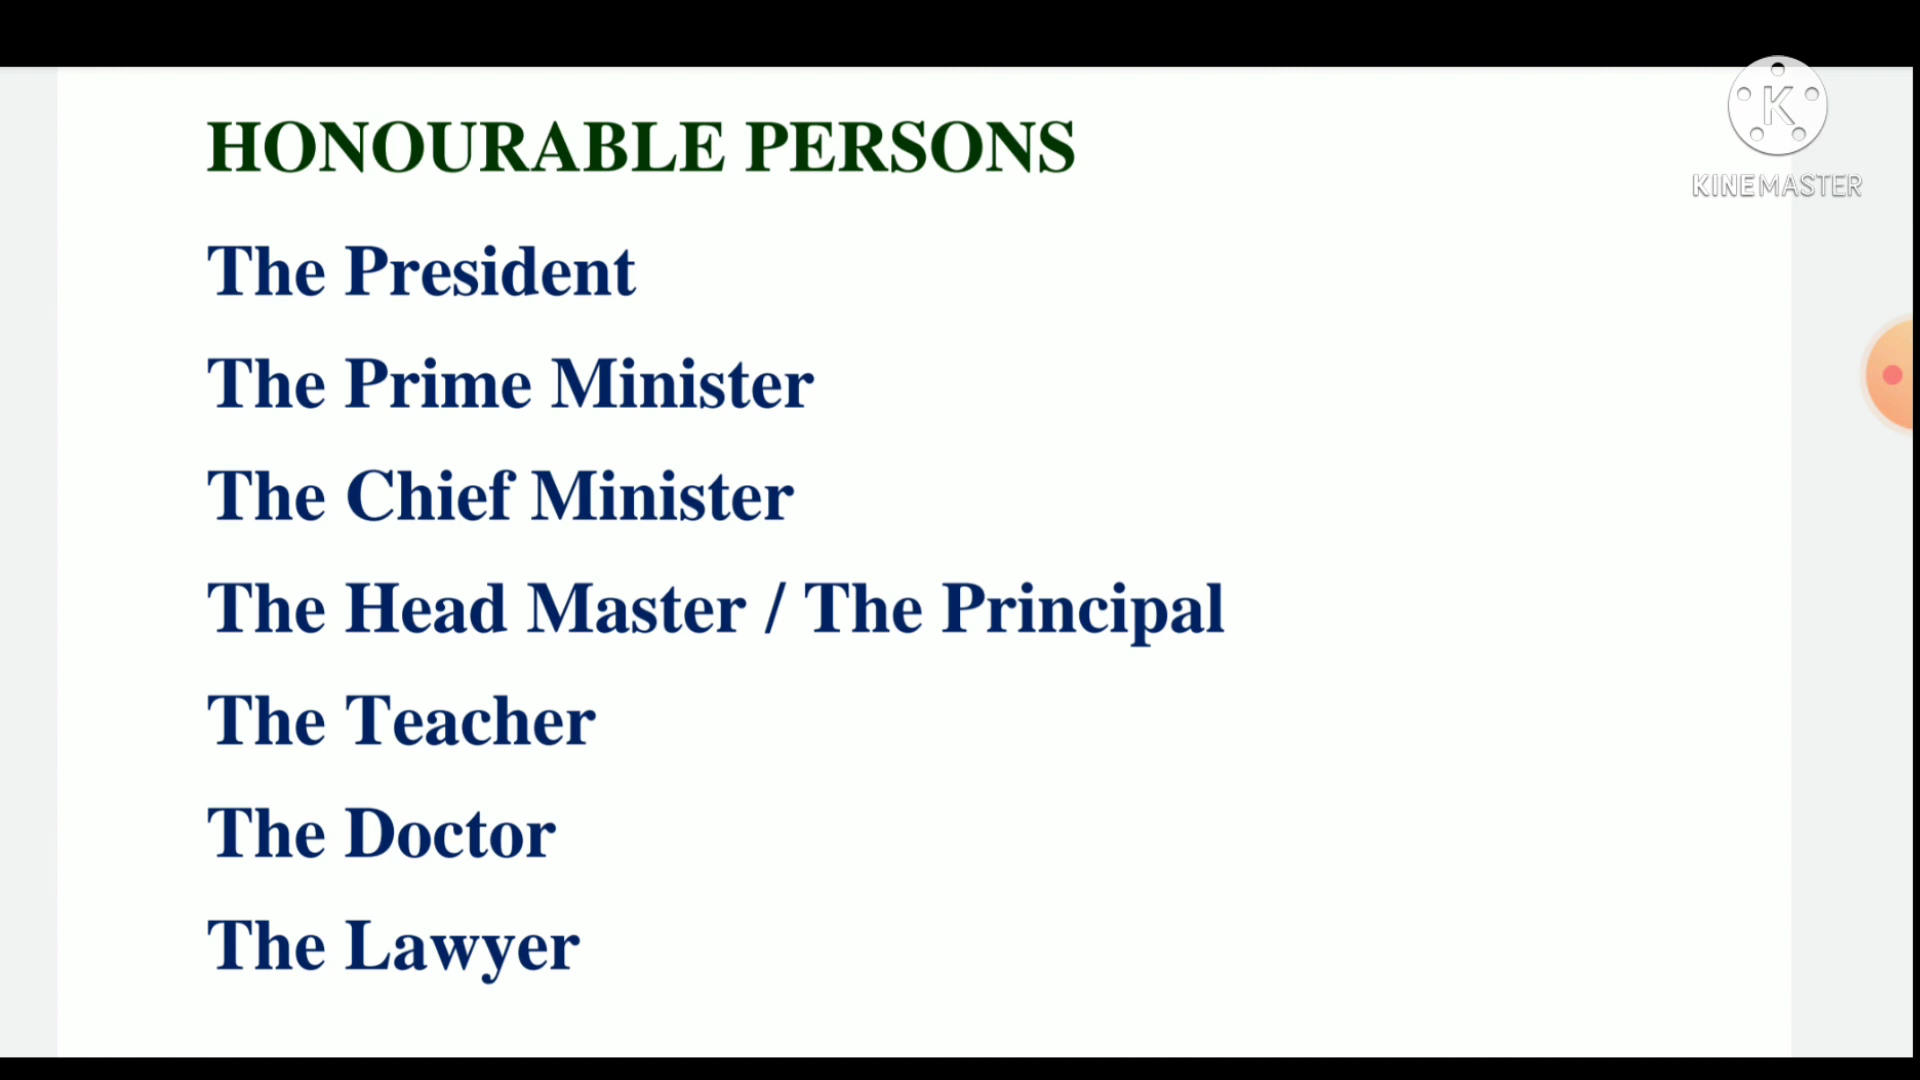 HONOURABLE PERSONS
K
KINEMASTER
The President
The Prime Minister
The Chief Minister
The Head Master / The Principal
The Teacher
The Doctor
The Lawyer